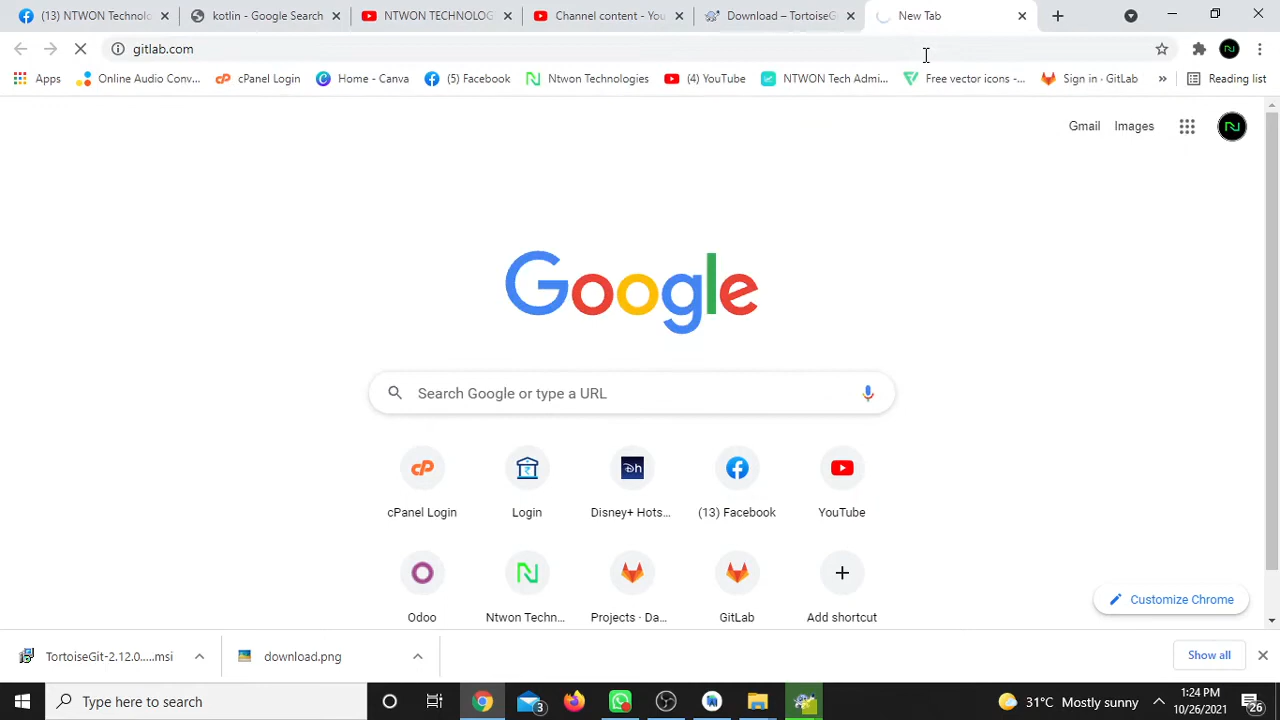 (13) NTWON Technolog
kotlin - Google Search
NTWON TECHNOLOG
Channel content - You
Download – TortoiseG
New Tab
gitlab.com
Apps
Online Audio Conv...
cPanel Login
Home - Canva
(5) Facebook
Ntwon Technologies
(4) YouTube
NTWON Tech Admi...
Free vector icons -...
Sign in · GitLab
»
Reading list
Gmail
Images
Google
Search Google or type a URL
cPanel Login
Login
Disney+ Hots...
(13) Facebook
YouTube
Odoo
Ntwon Techn...
Projects · Da...
GitLab
Add shortcut
Customize Chrome
TortoiseGit-2.12.0.....msi
download.png
Show all
Type here to search
3
31°C Mostly sunny
1:24 PM
10/26/2021
26